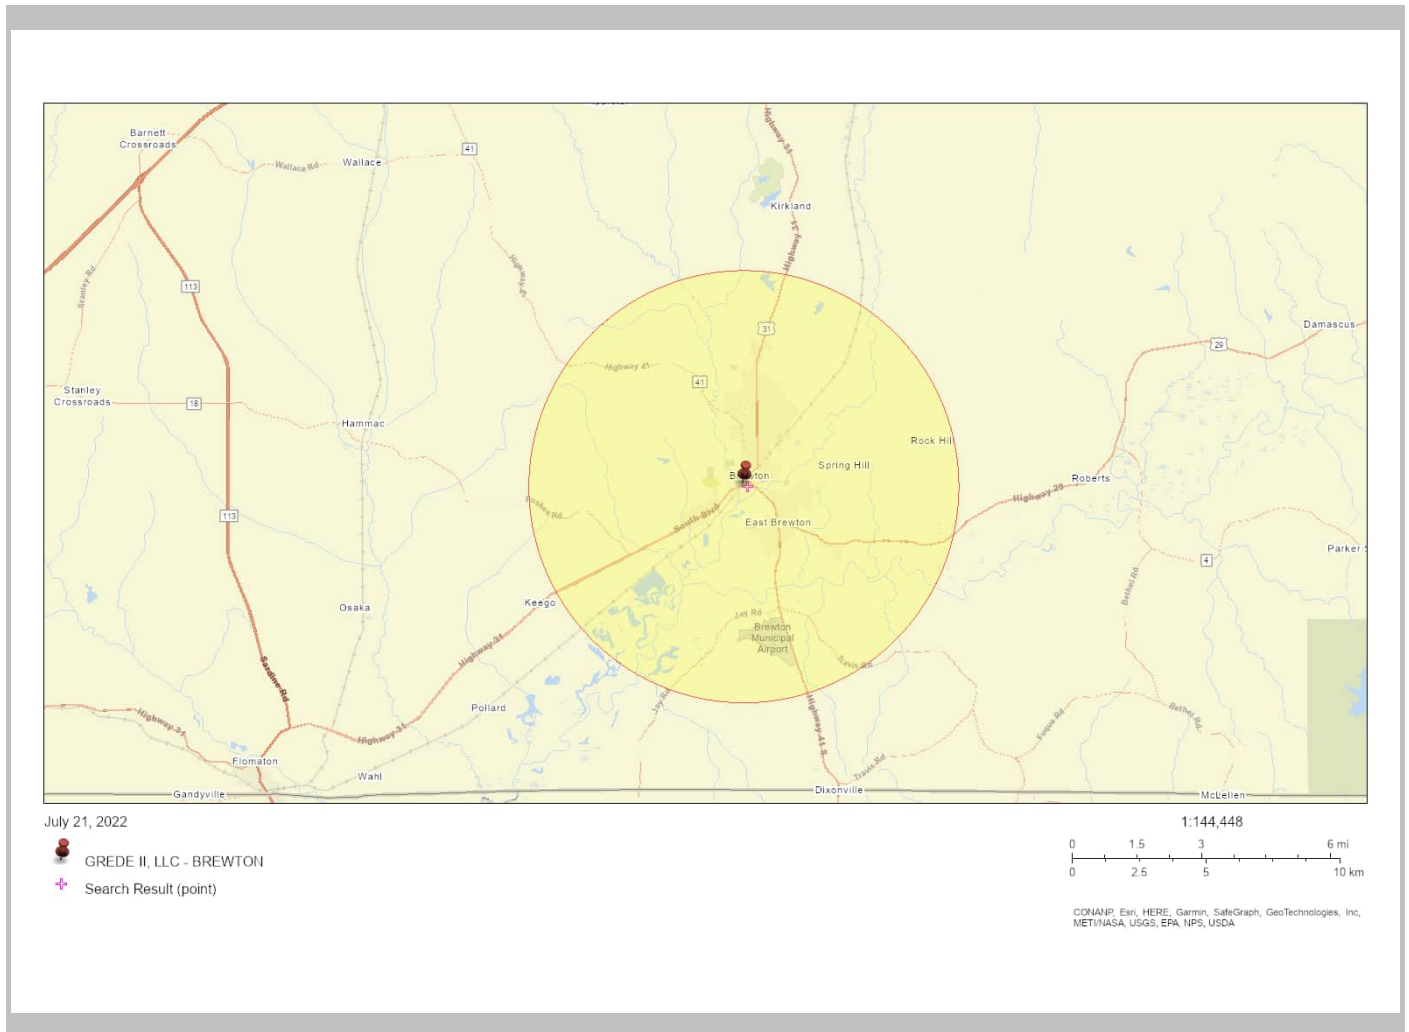 Barnett
Crossroads
Wallace Rd
Wallace
41
Highway 31
Kirkland
Highway 31
Stanley Rd
113
Highway 41
31
Damascus
29
Highway 41
41
Stanley
Crossroads
18
Hammac
Rock Hill
Spring Hill
Roberts
Highway 29
113
South Blvd
East Brewton
Parker
4
Bethel Rd
Osaka
Keego
Jay Rd
Brewton
Municipal
Airport
Highway 31
Travis Rd
Sardine Rd
Jay Rd
Pollard
Highway 31
Highway 31
Highway 41 S
Fuqua Rd
Bethel Rd
Flomaton
Wahl
Travis Rd
Gandyville
Dixonville
McLellen
July 21, 2022
1:144,448
GREDE II, LLC - BREWTON
Search Result (point)
0 1.5 3 6 mi
0 2.5 5 10 km
CONANP, Esri, HERE, Garmin, SafeGraph, GeoTechnologies, Inc,
METI/NASA, USGS, EPA, NPS, USDA